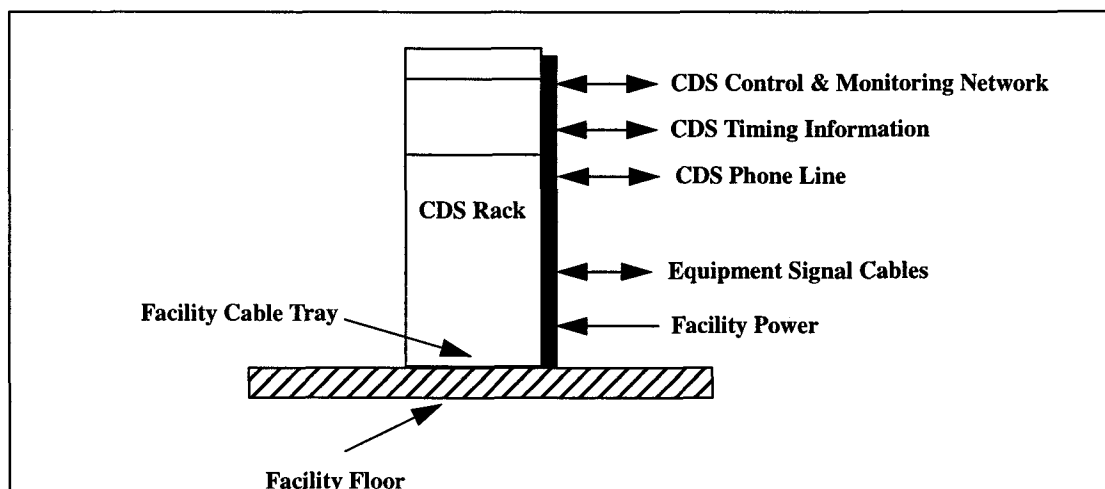 CDS Control & Monitoring Network
CDS Timing Information
CDS Phone Line
CDS Rack
Equipment Signal Cables
Facility Cable Tray
Facility Power
Facility Floor